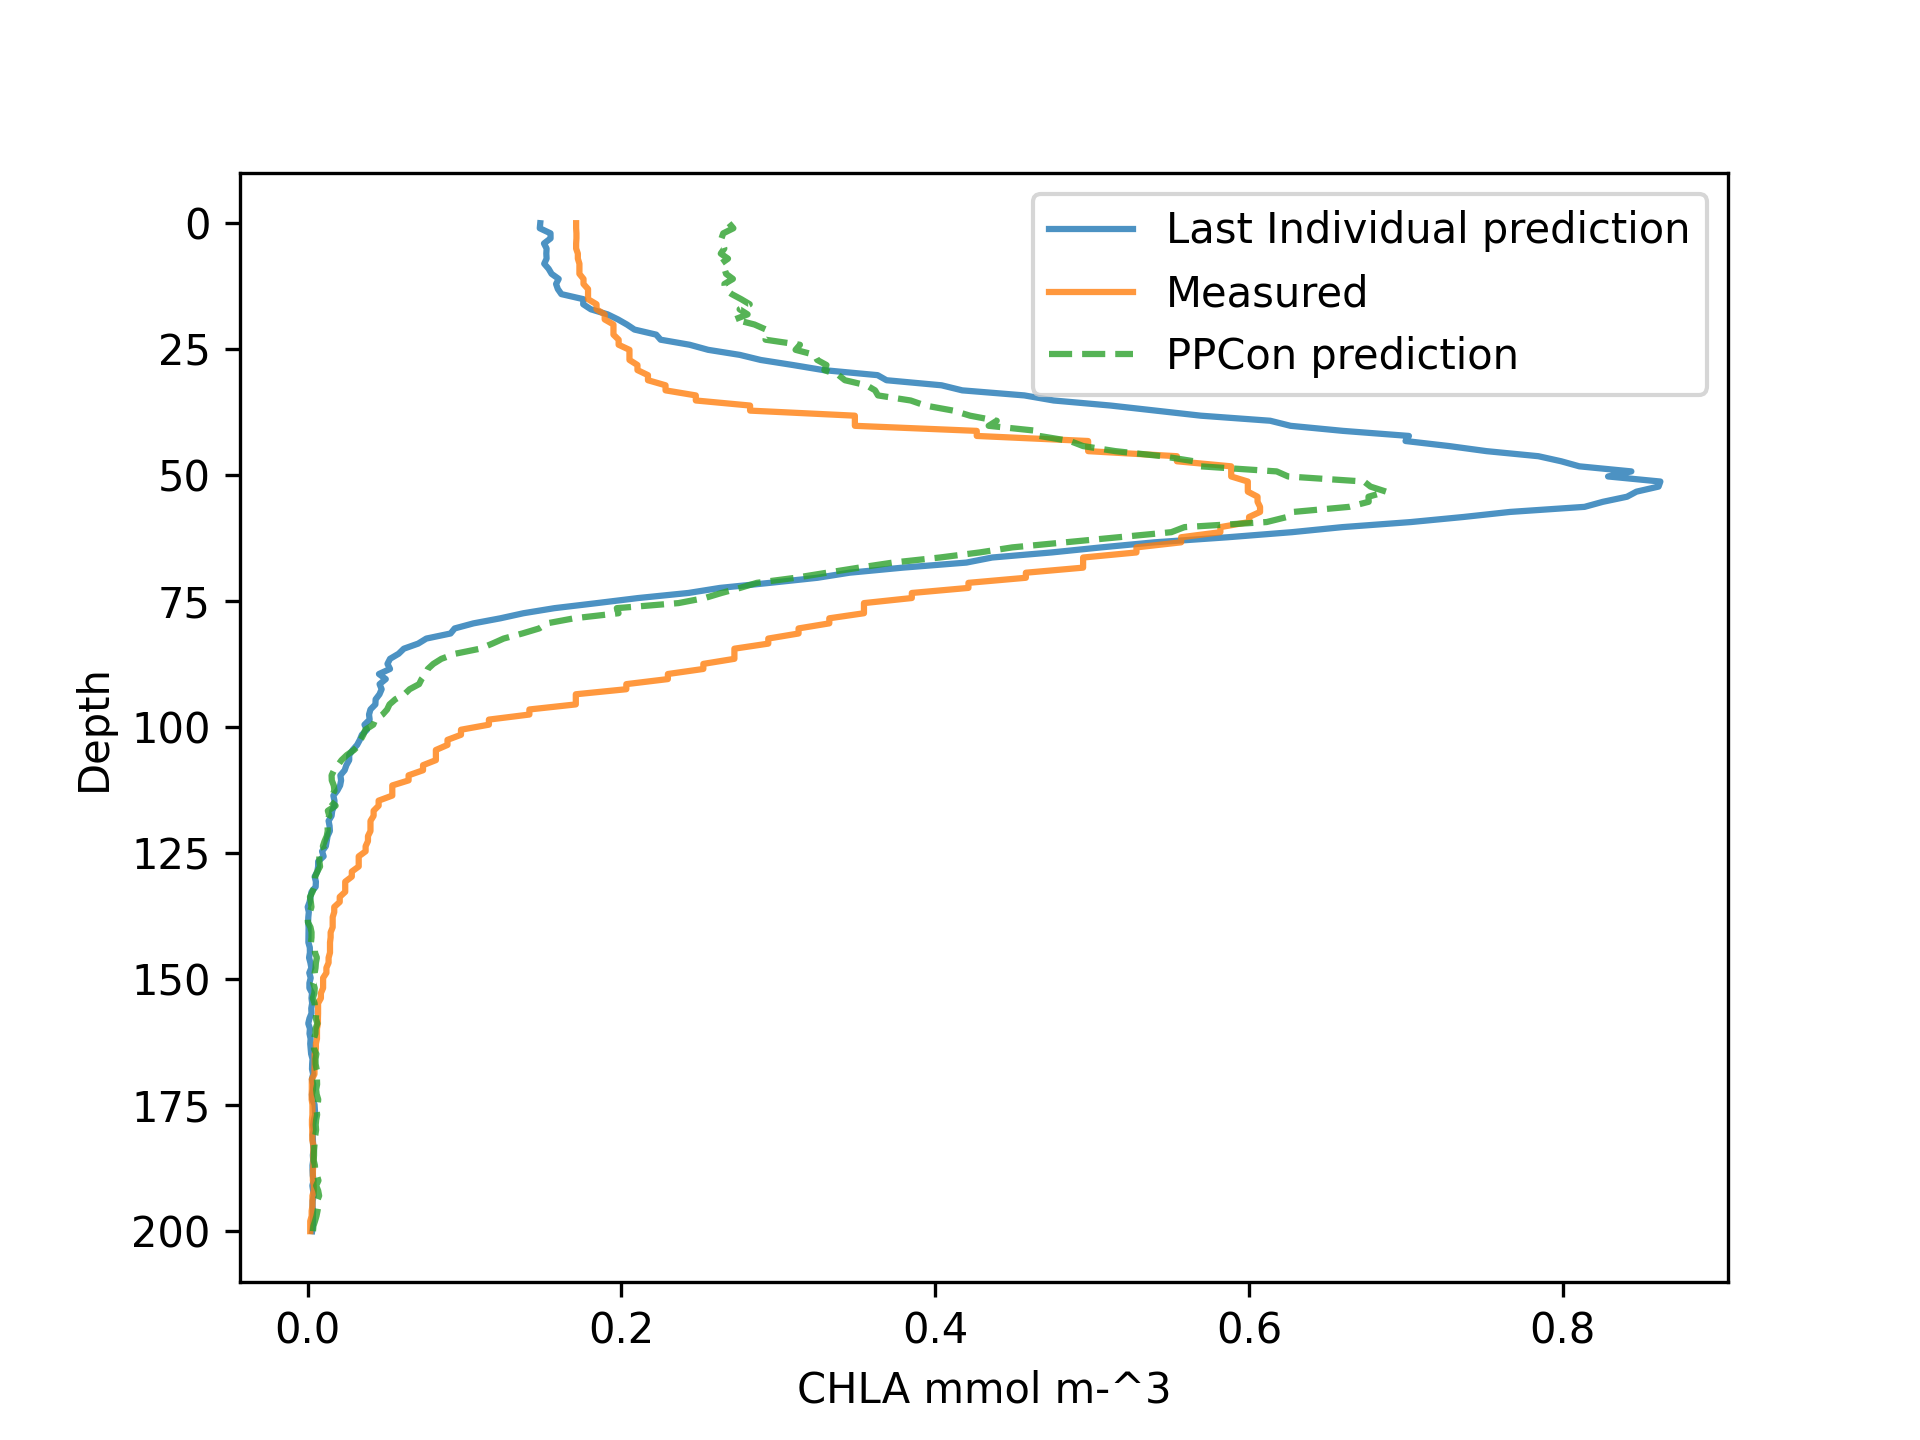 Last Individual prediction
Measured
PPCon prediction
0
25
50
75
100
125
150
175
200
Depth
0.0 0.2 0.4 0.6 0.8
CHLA mmol m-^3